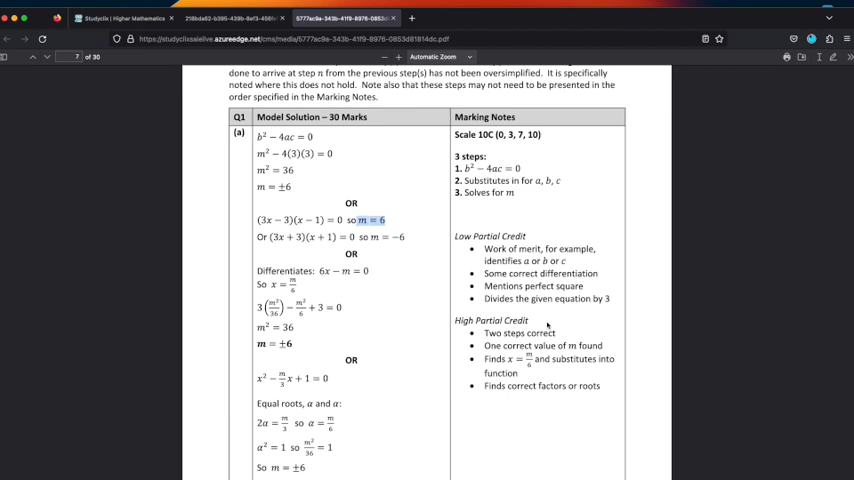 Studyclix | Higher Mathematics
218bda62-b395-439b-8ef3-4586
5777ac9a-343b-41f9-8976-0853d
https://studyclixsaielive.azureedge.net/cms/media/5777ac9a-343b-41f9-8976-0853d81814dc.pdf
7 of 30
Automatic Zoom
done to arrive at step n from the previous step(s) has not been oversimplified. It is specifically
noted where this does not hold. Note also that these steps may not need to be presented in the
order specified in the Marking Notes.
Q1 Model Solution – 30 Marks Marking Notes
(a)
b² − 4ac = 0
m² − 4(3)(3) = 0
m² = 36
m = ±6
OR
(3x − 3)(x − 1) = 0 so m = 6
Or (3x + 3)(x + 1) = 0 so m = −6
OR
Differentiates: 6x − m = 0
So x = m/6
3(m²/36) − m²/6 + 3 = 0
m² = 36
m = ±6
OR
x² − m/3 x + 1 = 0
Equal roots, α and α:
2α = m/3 so α = m/6
α² = 1 so m²/36 = 1
So m = ±6
Scale 10C (0, 3, 7, 10)
3 steps:
1. b² − 4ac = 0
2. Substitutes in for a, b, c
3. Solves for m
Low Partial Credit
• Work of merit, for example,
identifies a or b or c
• Some correct differentiation
• Mentions perfect square
• Divides the given equation by 3
High Partial Credit
• Two steps correct
• One correct value of m found
• Finds x = m/6 and substitutes into
function
• Finds correct factors or roots